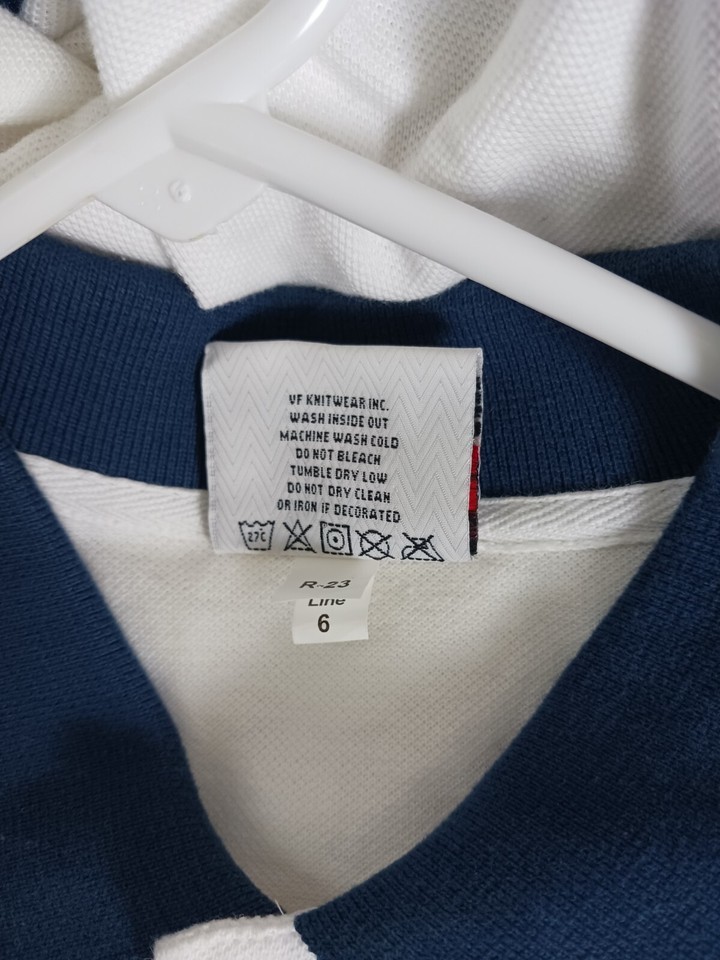 VF KNITWEAR INC.
WASH INSIDE OUT
MACHINE WASH COLD
DO NOT BLEACH
TUMBLE DRY LOW
DO NOT DRY CLEAN
OR IRON IF DECORATED
27C
R-23
Line
6